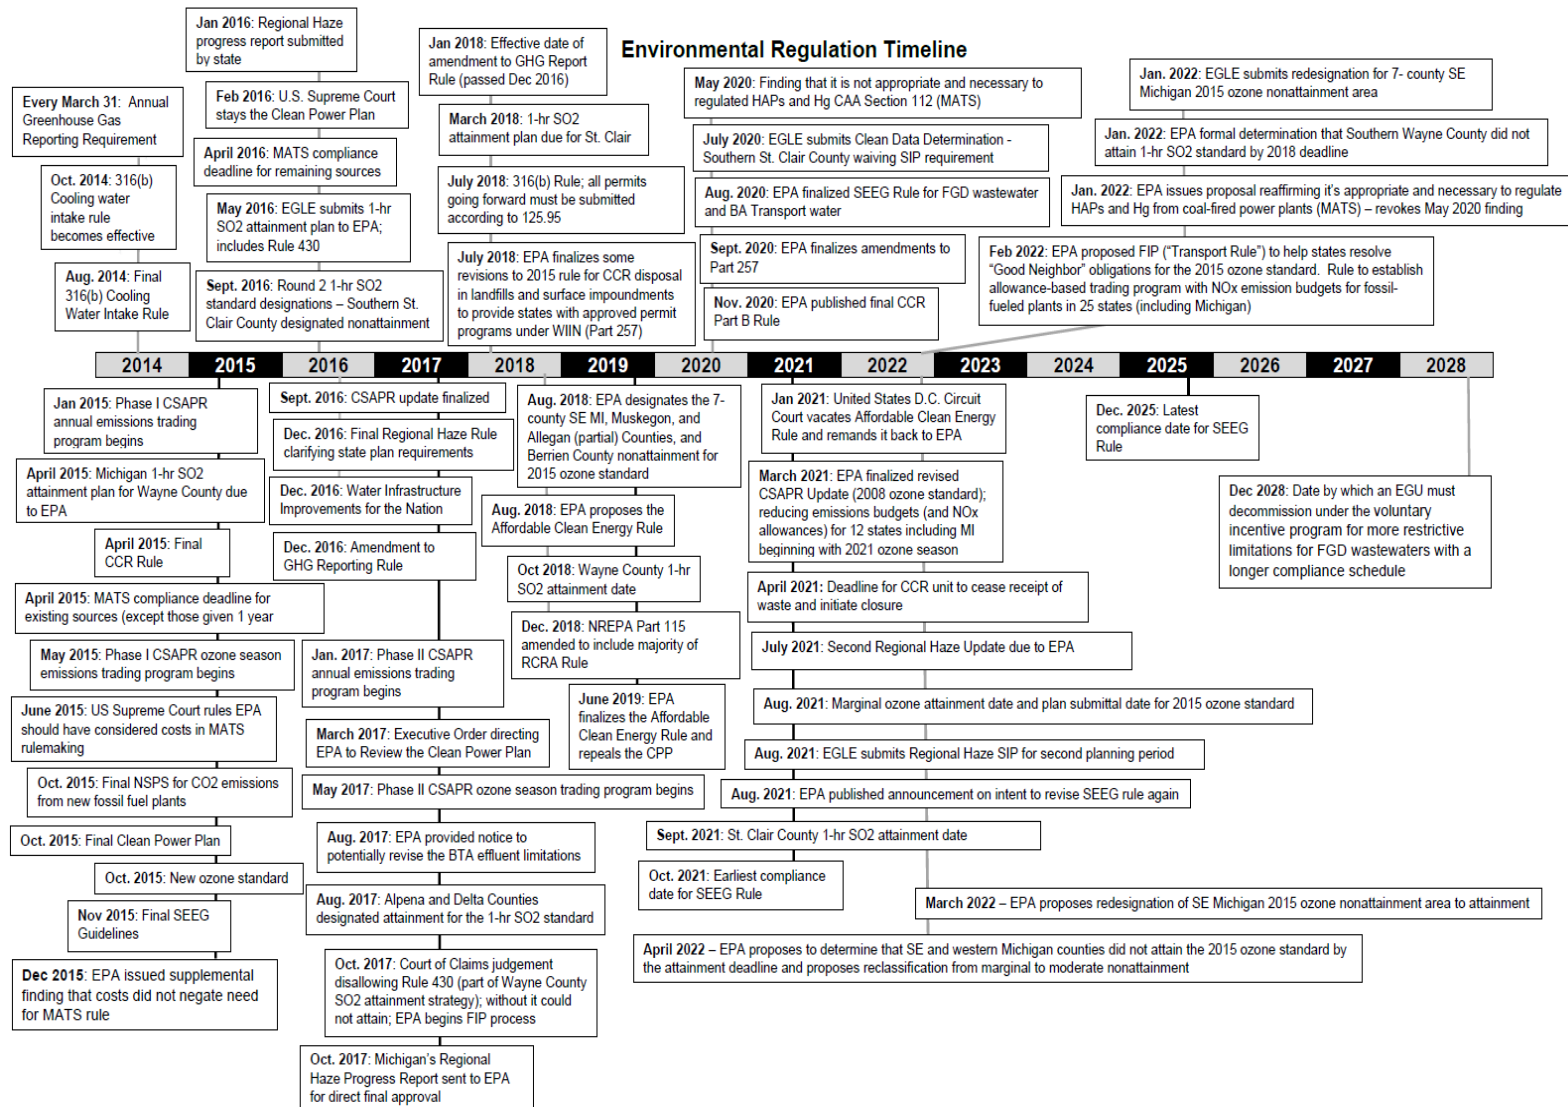 Environmental Regulation Timeline
Every March 31: Annual
Greenhouse Gas
Reporting Requirement
Oct. 2014: 316(b)
Cooling water
intake rule
becomes effective
Aug. 2014: Final
316(b) Cooling
Water Intake Rule
Jan 2016: Regional Haze
progress report submitted
by state
Feb 2016: U.S. Supreme Court
stays the Clean Power Plan
April 2016: MATS compliance
deadline for remaining sources
May 2016: EGLE submits 1-hr
SO2 attainment plan to EPA;
includes Rule 430
Sept. 2016: Round 2 1-hr SO2
standard designations – Southern St.
Clair County designated nonattainment
Jan 2018: Effective date of
amendment to GHG Report
Rule (passed Dec 2016)
March 2018: 1-hr SO2
attainment plan due for St. Clair
July 2018: 316(b) Rule; all permits
going forward must be submitted
according to 125.95
July 2018: EPA finalizes some
revisions to 2015 rule for CCR disposal
in landfills and surface impoundments
to provide states with approved permit
programs under WIIN (Part 257)
May 2020: Finding that it is not appropriate and necessary to
regulated HAPs and Hg CAA Section 112 (MATS)
July 2020: EGLE submits Clean Data Determination -
Southern St. Clair County waiving SIP requirement
Aug. 2020: EPA finalized SEEG Rule for FGD wastewater
and BA Transport water
Sept. 2020: EPA finalizes amendments to
Part 257
Nov. 2020: EPA published final CCR
Part B Rule
Jan. 2022: EGLE submits redesignation for 7- county SE
Michigan 2015 ozone nonattainment area
Jan. 2022: EPA formal determination that Southern Wayne County did not
attain 1-hr SO2 standard by 2018 deadline
Jan. 2022: EPA issues proposal reaffirming it's appropriate and necessary to regulate
HAPs and Hg from coal-fired power plants (MATS) – revokes May 2020 finding
Feb 2022: EPA proposed FIP ("Transport Rule") to help states resolve
"Good Neighbor" obligations for the 2015 ozone standard. Rule to establish
allowance-based trading program with NOx emission budgets for fossil-
fueled plants in 25 states (including Michigan)
2014 2015 2016 2017 2018 2019 2020 2021 2022 2023 2024 2025 2026 2027 2028
Jan 2015: Phase I CSAPR
annual emissions trading
program begins
April 2015: Michigan 1-hr SO2
attainment plan for Wayne County due
to EPA
April 2015: Final
CCR Rule
April 2015: MATS compliance deadline for
existing sources (except those given 1 year
May 2015: Phase I CSAPR ozone season
emissions trading program begins
June 2015: US Supreme Court rules EPA
should have considered costs in MATS
rulemaking
Oct. 2015: Final NSPS for CO2 emissions
from new fossil fuel plants
Oct. 2015: Final Clean Power Plan
Oct. 2015: New ozone standard
Nov 2015: Final SEEG
Guidelines
Dec 2015: EPA issued supplemental
finding that costs did not negate need
for MATS rule
Sept. 2016: CSAPR update finalized
Dec. 2016: Final Regional Haze Rule
clarifying state plan requirements
Dec. 2016: Water Infrastructure
Improvements for the Nation
Dec. 2016: Amendment to
GHG Reporting Rule
Jan. 2017: Phase II CSAPR
annual emissions trading
program begins
March 2017: Executive Order directing
EPA to Review the Clean Power Plan
May 2017: Phase II CSAPR ozone season trading program begins
Aug. 2017: EPA provided notice to
potentially revise the BTA effluent limitations
Aug. 2017: Alpena and Delta Counties
designated attainment for the 1-hr SO2 standard
Oct. 2017: Court of Claims judgement
disallowing Rule 430 (part of Wayne County
SO2 attainment strategy); without it could
not attain; EPA begins FIP process
Oct. 2017: Michigan's Regional
Haze Progress Report sent to EPA
for direct final approval
Aug. 2018: EPA designates the 7-
county SE MI, Muskegon, and
Allegan (partial) Counties, and
Berrien County nonattainment for
2015 ozone standard
Aug. 2018: EPA proposes the
Affordable Clean Energy Rule
Oct 2018: Wayne County 1-hr
SO2 attainment date
Dec. 2018: NREPA Part 115
amended to include majority of
RCRA Rule
June 2019: EPA
finalizes the Affordable
Clean Energy Rule and
repeals the CPP
Jan 2021: United States D.C. Circuit
Court vacates Affordable Clean Energy
Rule and remands it back to EPA
March 2021: EPA finalized revised
CSAPR Update (2008 ozone standard);
reducing emissions budgets (and NOx
allowances) for 12 states including MI
beginning with 2021 ozone season
April 2021: Deadline for CCR unit to cease receipt of
waste and initiate closure
July 2021: Second Regional Haze Update due to EPA
Aug. 2021: Marginal ozone attainment date and plan submittal date for 2015 ozone standard
Aug. 2021: EGLE submits Regional Haze SIP for second planning period
Aug. 2021: EPA published announcement on intent to revise SEEG rule again
Sept. 2021: St. Clair County 1-hr SO2 attainment date
Oct. 2021: Earliest compliance
date for SEEG Rule
March 2022 – EPA proposes redesignation of SE Michigan 2015 ozone nonattainment area to attainment
April 2022 – EPA proposes to determine that SE and western Michigan counties did not attain the 2015 ozone standard by
the attainment deadline and proposes reclassification from marginal to moderate nonattainment
Dec. 2025: Latest
compliance date for SEEG
Rule
Dec 2028: Date by which an EGU must
decommission under the voluntary
incentive program for more restrictive
limitations for FGD wastewaters with a
longer compliance schedule